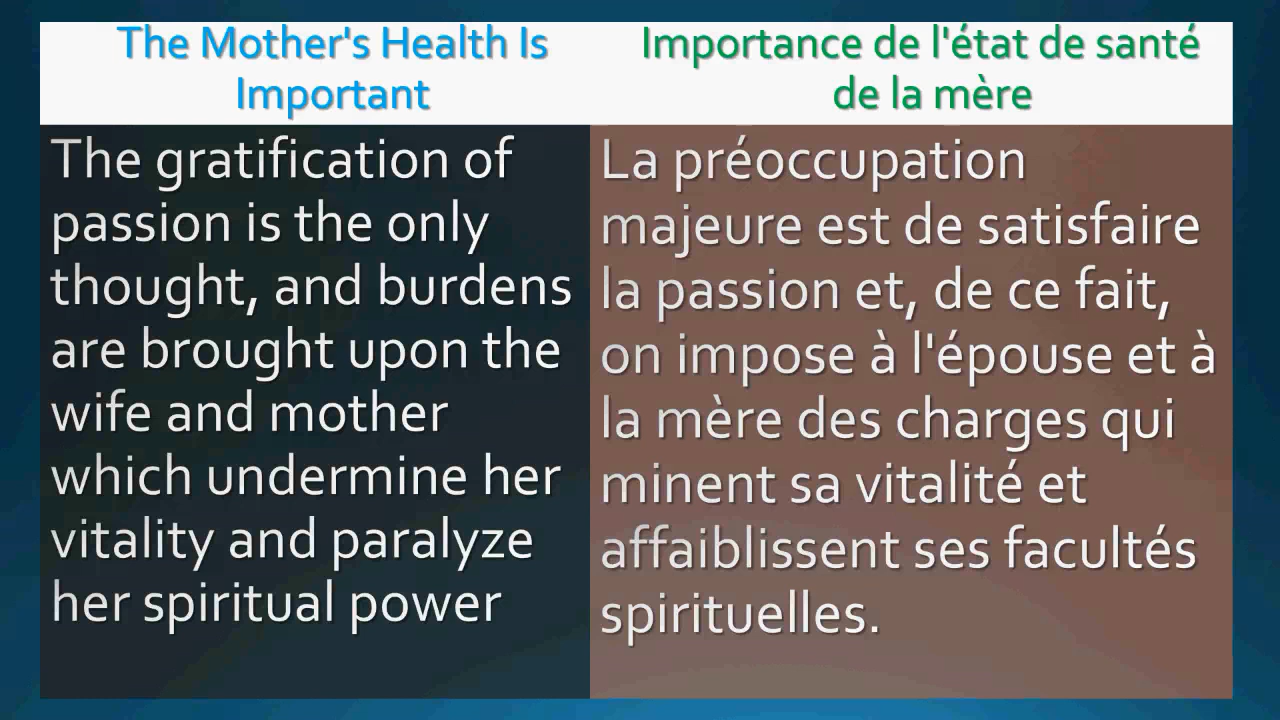 The Mother's Health Is
Important
The gratification of
passion is the only
thought, and burdens
are brought upon the
wife and mother
which undermine her
vitality and paralyze
her spiritual power
Importance de l'état de santé
de la mère
La préoccupation
majeure est de satisfaire
la passion et, de ce fait,
on impose à l'épouse et à
la mère des charges qui
minent sa vitalité et
affaiblissent ses facultés
spirituelles.